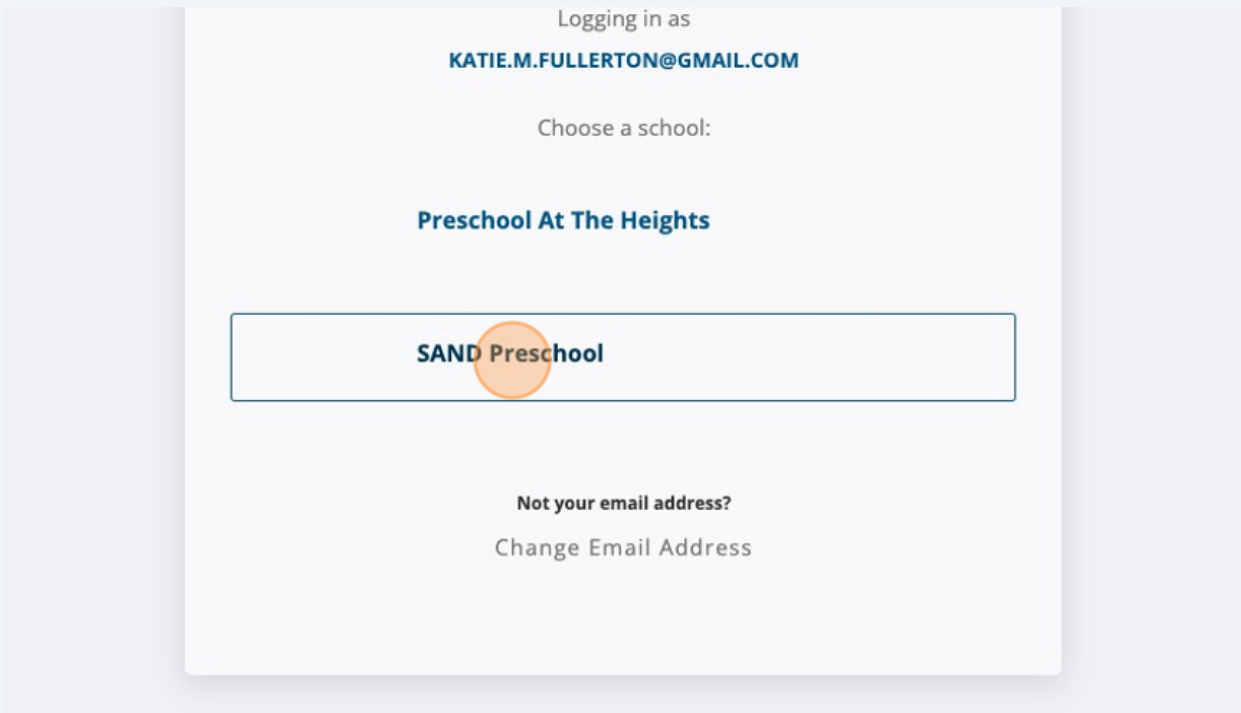 Logging in as
KATIE.M.FULLERTON@GMAIL.COM
Choose a school:
Preschool At The Heights
SAND Preschool
Not your email address?
Change Email Address